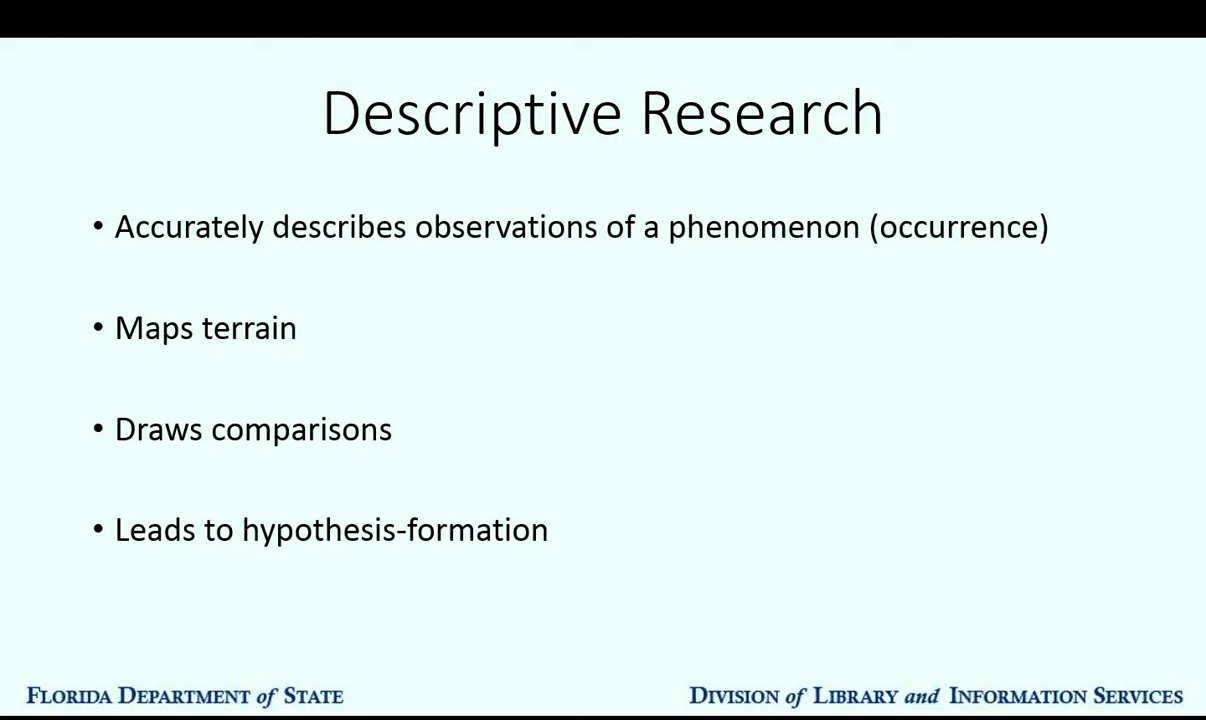 Descriptive Research
• Accurately describes observations of a phenomenon (occurrence)
• Maps terrain
• Draws comparisons
• Leads to hypothesis-formation
FLORIDA DEPARTMENT of STATE
DIVISION of LIBRARY and INFORMATION SERVICES